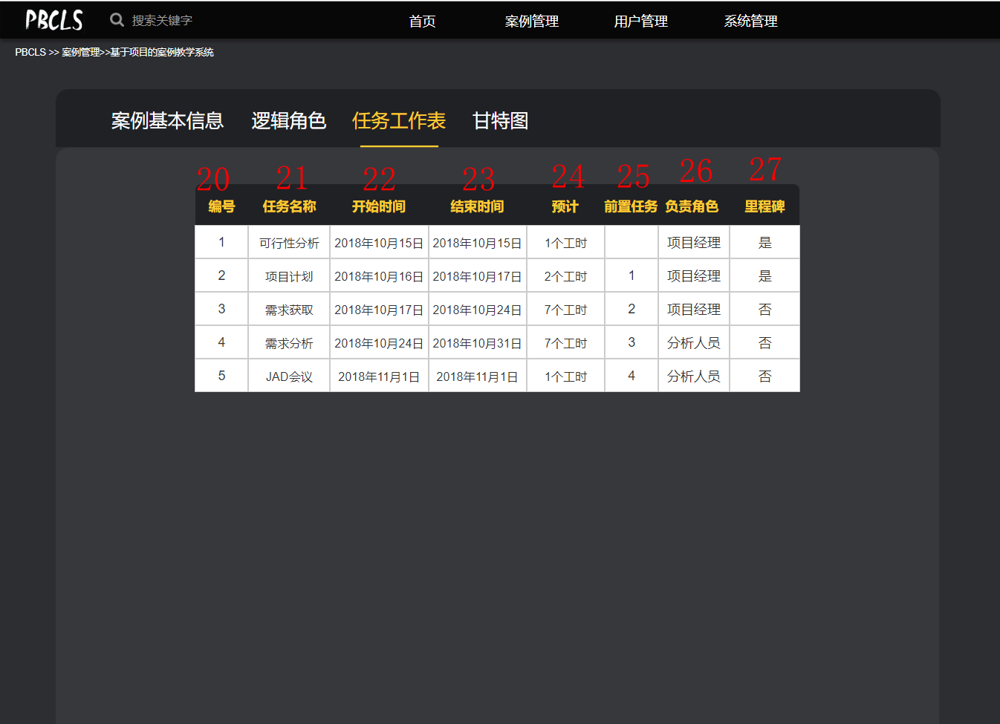 PBCLS 搜索关键字 首页 案例管理 用户管理 系统管理
PBCLS >> 案例管理>>基于项目的案例教学系统
案例基本信息 逻辑角色 任务工作表 甘特图
20 21 22 23 24 25 26 27
编号 任务名称 开始时间 结束时间 预计 前置任务 负责角色 里程碑
1 可行性分析 2018年10月15日 2018年10月15日 1个工时 项目经理 是
2 项目计划 2018年10月16日 2018年10月17日 2个工时 1 项目经理 是
3 需求获取 2018年10月17日 2018年10月24日 7个工时 2 项目经理 否
4 需求分析 2018年10月24日 2018年10月31日 7个工时 3 分析人员 否
5 JAD会议 2018年11月1日 2018年11月1日 1个工时 4 分析人员 否